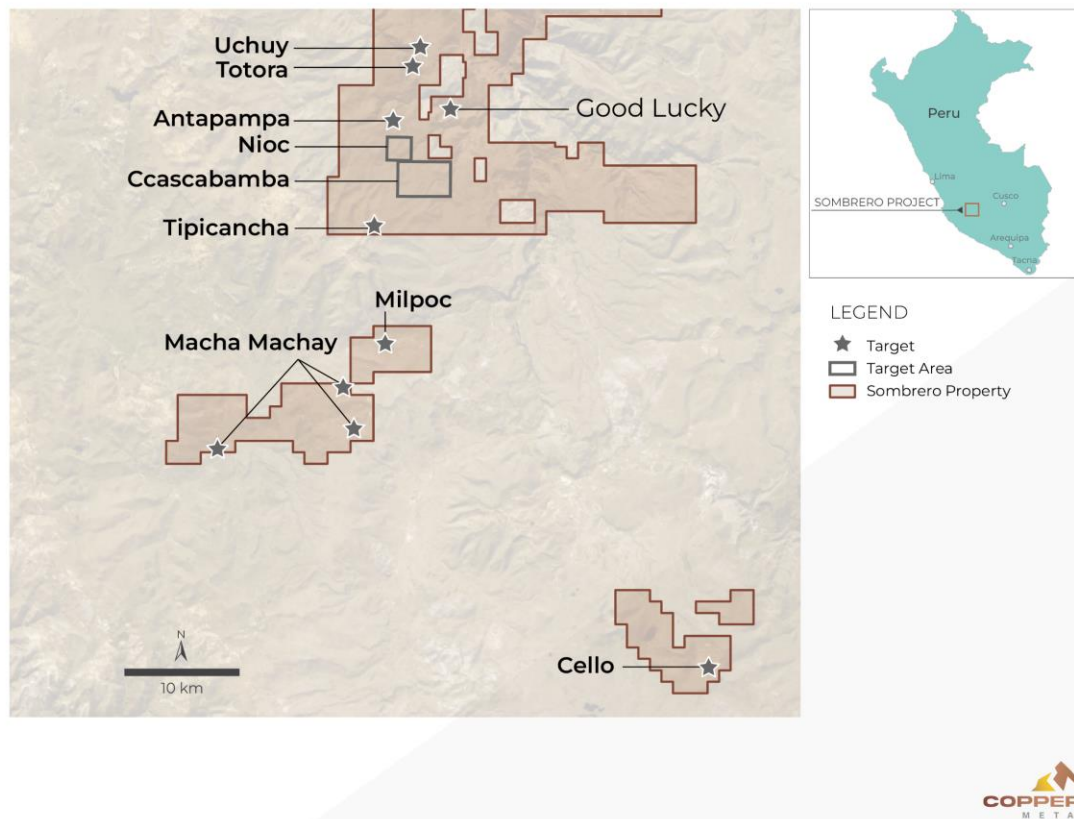 Uchuy
Totora
Good Lucky
Antapampa
Nioc
Ccascabamba
Tipicancha
Milpoc
Macha Machay
Cello
N
10 km
Peru
Lima
Cusco
SOMBRERO PROJECT
Arequipa
Tacna
LEGEND
Target
Target Area
Sombrero Property
COPPER
META